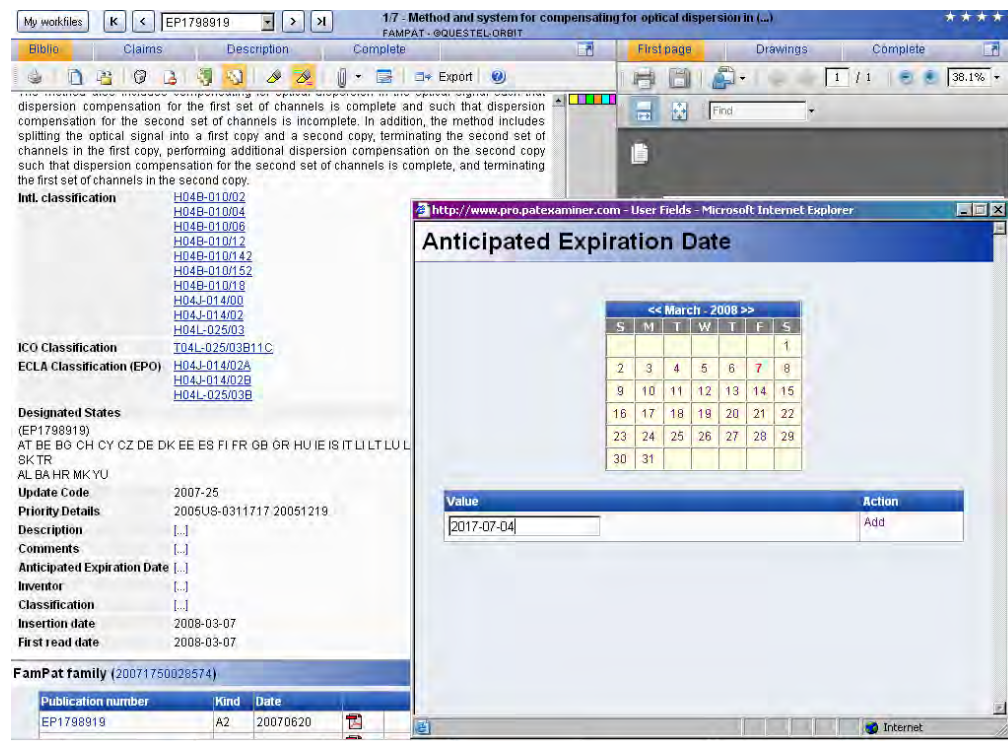 My workfiles K < EP1798919 > >| 1/7 - Method and system for compensating for optical dispersion in (...)
FAMPAT - ©QUESTEL-ORBIT
Biblio Claims Description Complete First page Drawings Complete
Export 1 / 1 38.1%
Find
dispersion compensation for the first set of channels is complete and such that dispersion
compensation for the second set of channels is incomplete. In addition, the method includes
splitting the optical signal into a first copy and a second copy, terminating the second set of
channels in the first copy, performing additional dispersion compensation on the second copy
such that dispersion compensation for the second set of channels is complete, and terminating
the first set of channels in the second copy.
Intl. classification H04B-010/02
H04B-010/04
H04B-010/06
H04B-010/12
H04B-010/142
H04B-010/152
H04B-010/18
H04J-014/00
H04J-014/02
H04L-025/03
ICO Classification T04L-025/03B11C
ECLA Classification (EPO) H04J-014/02A
H04J-014/02B
H04L-025/03B
Designated States
(EP1798919)
AT BE BG CH CY CZ DE DK EE ES FI FR GB GR HU IE IS IT LI LT LU L
SK TR
AL BA HR MK YU
Update Code 2007-25
Priority Details 2005US-0311717 20051219
Description [...]
Comments [...]
Anticipated Expiration Date [...]
Inventor [...]
Classification [...]
Insertion date 2008-03-07
First read date 2008-03-07
FamPat family (20071750028574)
Publication number Kind Date
EP1798919 A2 20070620
http://www.pro.patexaminer.com - User Fields - Microsoft Internet Explorer
Anticipated Expiration Date
<< March - 2008 >>
S M T W T F S
1
2 3 4 5 6 7 8
9 10 11 12 13 14 15
16 17 18 19 20 21 22
23 24 25 26 27 28 29
30 31
Value Action
2017-07-04 Add
Internet